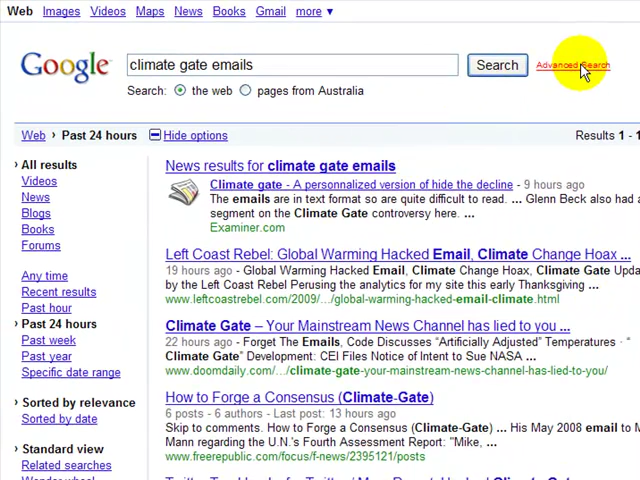 Web Images Videos Maps News Books Gmail more ▼
Google climate gate emails Search Advanced Search
Search: the web pages from Australia
Web › Past 24 hours Hide options Results 1 - 1
› All results
Videos
News
Blogs
Books
Forums
Any time
Recent results
Past hour
› Past 24 hours
Past week
Past year
Specific date range
› Sorted by relevance
Sorted by date
› Standard view
Related searches
News results for climate gate emails
Climate gate - A personnalized version of hide the decline - 9 hours ago
The emails are in text format so are quite difficult to read. ... Glenn Beck also had a
segment on the Climate Gate controversy here. ...
Examiner.com
Left Coast Rebel: Global Warming Hacked Email, Climate Change Hoax ...
19 hours ago - Global Warming Hacked Email, Climate Change Hoax, Climate Gate Upda
by the Left Coast Rebel Perusing the analytics for my site this early Thanksgiving ...
www.leftcoastrebel.com/2009/.../global-warming-hacked-email-climate.html
Climate Gate – Your Mainstream News Channel has lied to you ...
22 hours ago - Forget The Emails, Code Discusses “Artificially Adjusted” Temperatures · “
Climate Gate” Development: CEI Files Notice of Intent to Sue NASA ...
www.doomdaily.com/.../climate-gate-your-mainstream-news-channel-has-lied-to-you/
How to Forge a Consensus (Climate-Gate)
6 posts - 6 authors - Last post: 13 hours ago
Skip to comments. How to Forge a Consensus (Climate-Gate) ... His May 2008 email to M
Mann regarding the U.N.'s Fourth Assessment Report: "Mike, ...
www.freerepublic.com/focus/f-news/2395121/posts